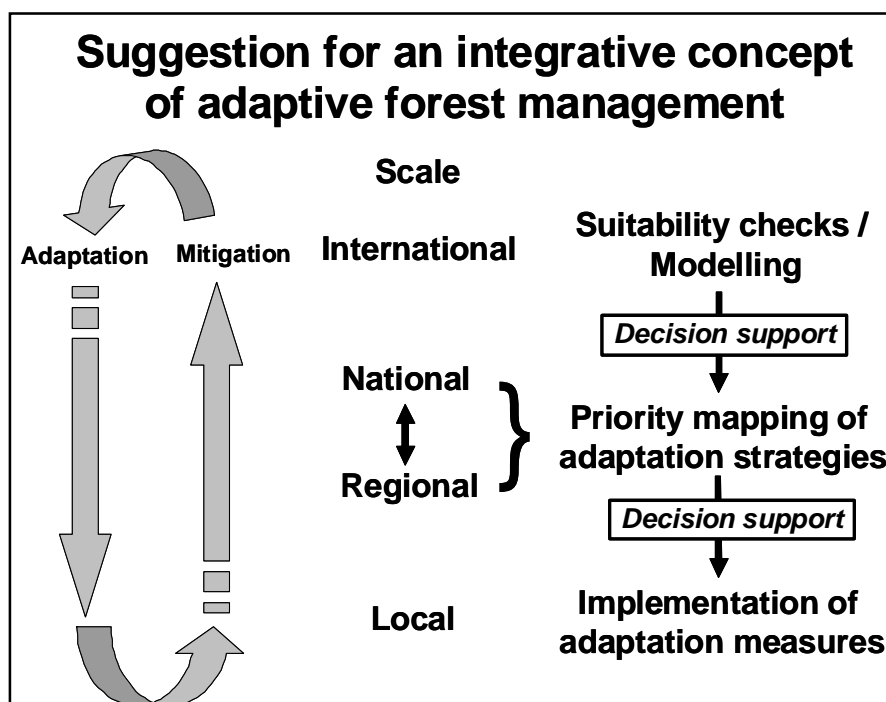 Suggestion for an integrative concept
of adaptive forest management
Scale
Adaptation
Mitigation
International
Suitability checks /
Modelling
Decision support
National
Regional
Priority mapping of
adaptation strategies
Decision support
Local
Implementation of
adaptation measures